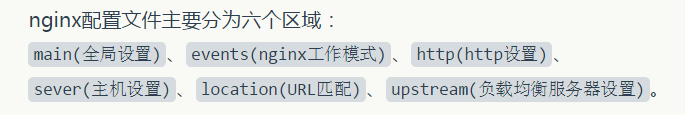 nginx配置文件主要分为六个区域：
main(全局设置)、events(nginx工作模式)、http(http设置)、
sever(主机设置)、location(URL匹配)、upstream(负载均衡服务器设置)。